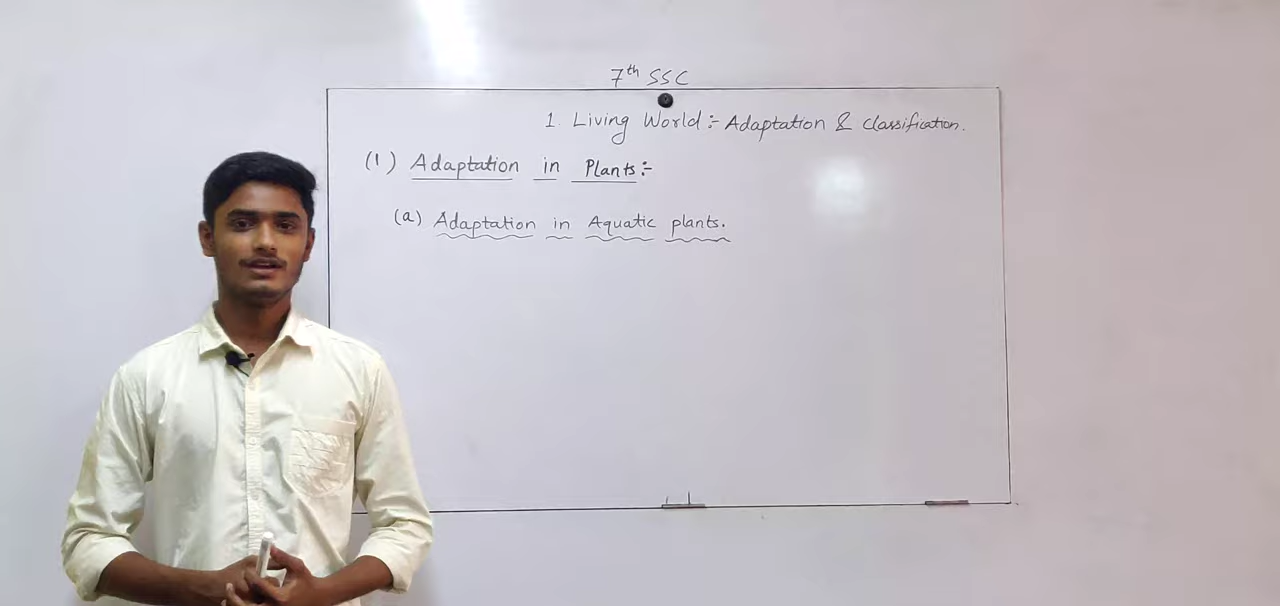 7th SSC
1. Living World:- Adaptation & Classification.
(1) Adaptation in Plants:-
(a) Adaptation in Aquatic plants.